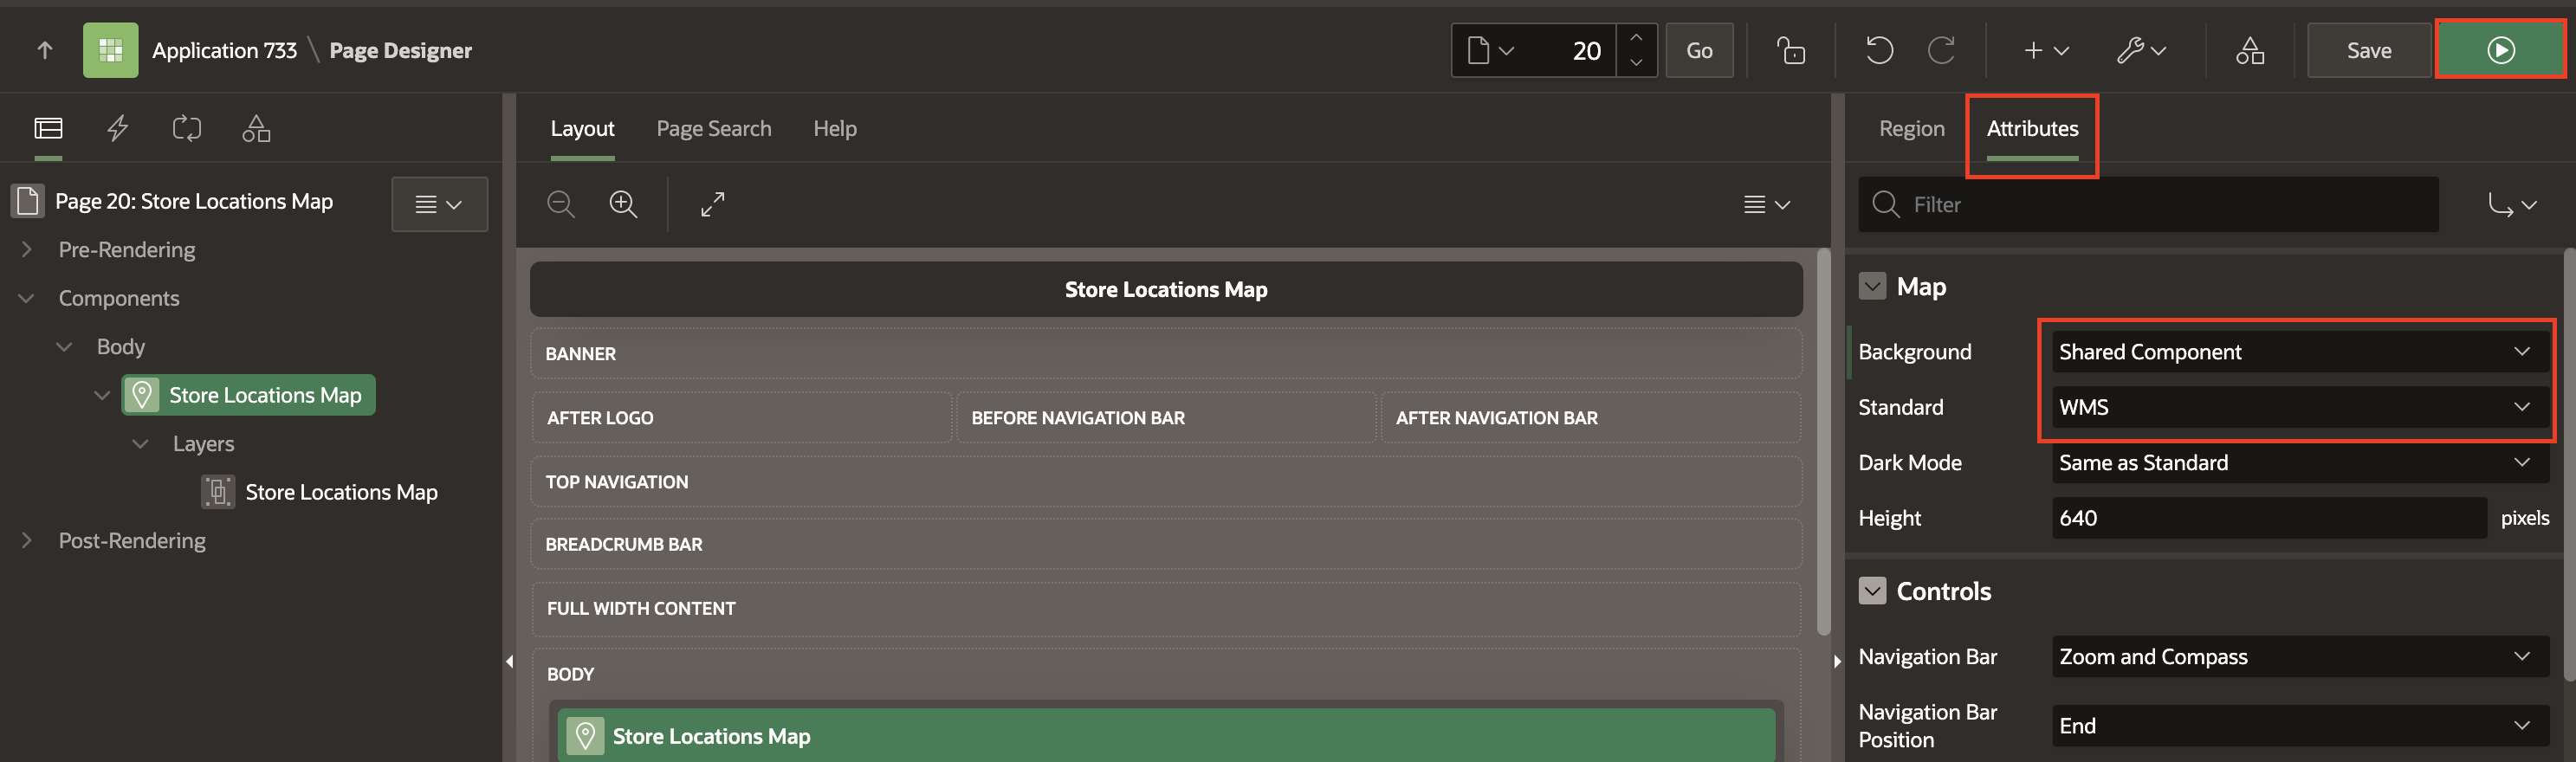 Application 733 \ Page Designer
20
Go
Save
Page 20: Store Locations Map
Pre-Rendering
Components
Body
Store Locations Map
Layers
Store Locations Map
Post-Rendering
Layout
Page Search
Help
Store Locations Map
BANNER
AFTER LOGO
BEFORE NAVIGATION BAR
AFTER NAVIGATION BAR
TOP NAVIGATION
BREADCRUMB BAR
FULL WIDTH CONTENT
BODY
Store Locations Map
Region
Attributes
Filter
Map
Background
Shared Component
Standard
WMS
Dark Mode
Same as Standard
Height
640
pixels
Controls
Navigation Bar
Zoom and Compass
Navigation Bar
Position
End